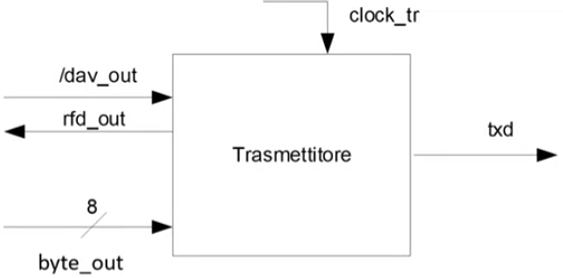 clock_tr
/dav_out
rfd_out
txd
Trasmettitore
8
byte_out